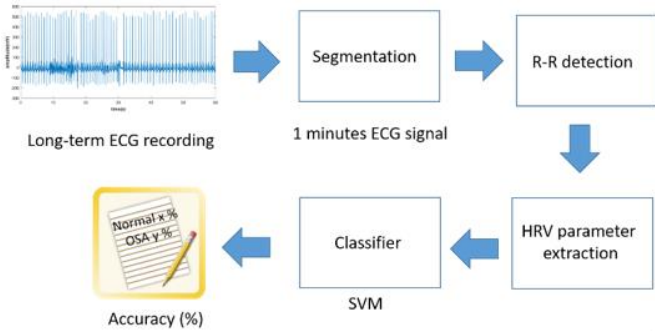 Segmentation
R-R detection
Long-term ECG recording
1 minutes ECG signal
Normal x %
OSA y %
Classifier
HRV parameter
extraction
SVM
Accuracy (%)